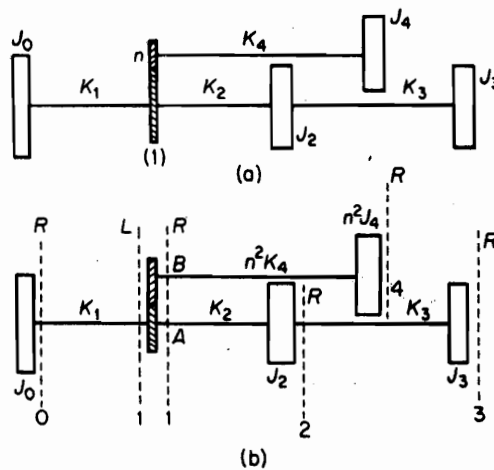 J₀ K₁ n K₄ J₄
K₂ K₃ J₃
(1) J₂
(a)
R L R n²J₄ R R
B n²K₄
K₁ A K₂ R 4 K₃
J₀ J₂ J₃
0 1 1 2 3
(b)